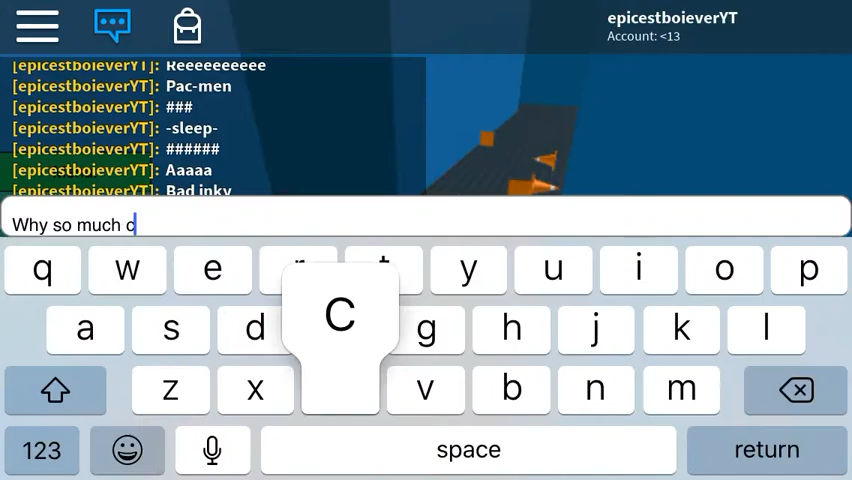 epicestboieverYT
Account: <13
[epicestboieverYT]: Reeeeeeeeee
[epicestboieverYT]: Pac-men
[epicestboieverYT]: ###
[epicestboieverYT]: -sleep-
[epicestboieverYT]: ######
[epicestboieverYT]: Aaaaa
[epicestboieverYT]: Bad inky
Why so much c
q w e r t y u i o p
a s d g h j k l
C
z x v b n m
123 space return